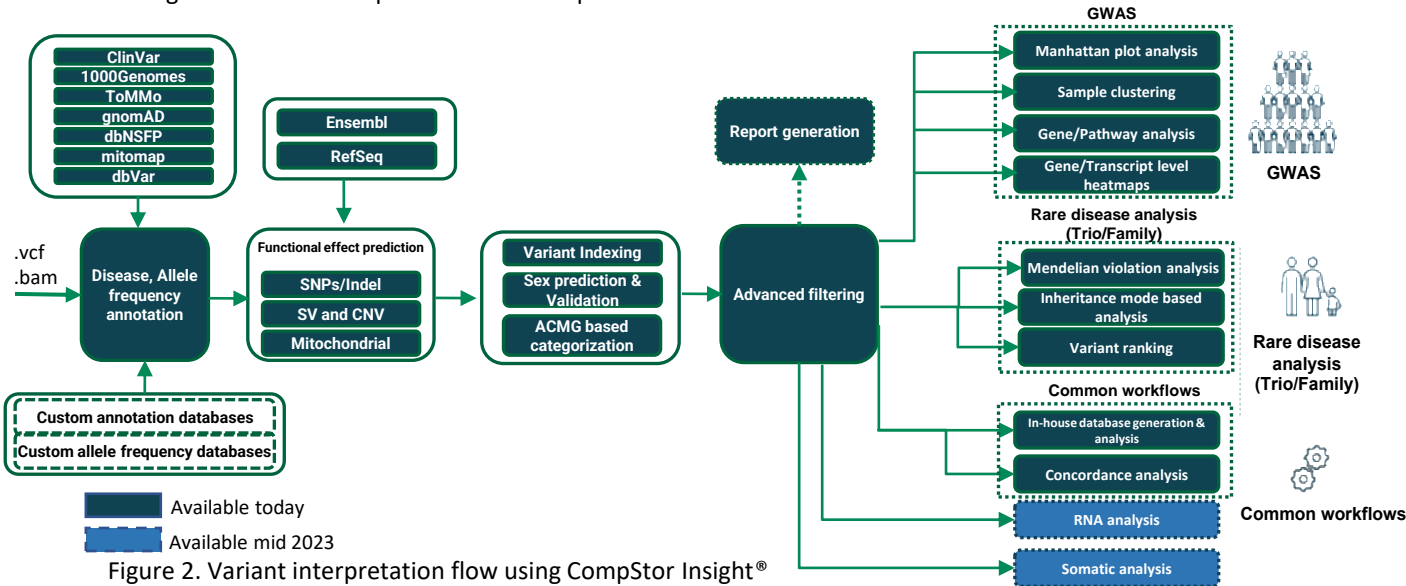 ClinVar
1000Genomes
ToMMo
gnomAD
dbNSFP
mitomap
dbVar
Ensembl
RefSeq
.vcf
.bam
Disease, Allele
frequency
annotation
Custom annotation databases
Custom allele frequency databases
Functional effect prediction
SNPs/Indel
SV and CNV
Mitochondrial
Variant Indexing
Sex prediction &
Validation
ACMG based
categorization
Report generation
Advanced filtering
GWAS
Manhattan plot analysis
Sample clustering
Gene/Pathway analysis
Gene/Transcript level
heatmaps
GWAS
Rare disease analysis
(Trio/Family)
Mendelian violation analysis
Inheritance mode based
analysis
Variant ranking
Rare disease
analysis
(Trio/Family)
Common workflows
In-house database generation &
analysis
Concordance analysis
Common workflows
RNA analysis
Somatic analysis
Available today
Available mid 2023
Figure 2. Variant interpretation flow using CompStor Insight®